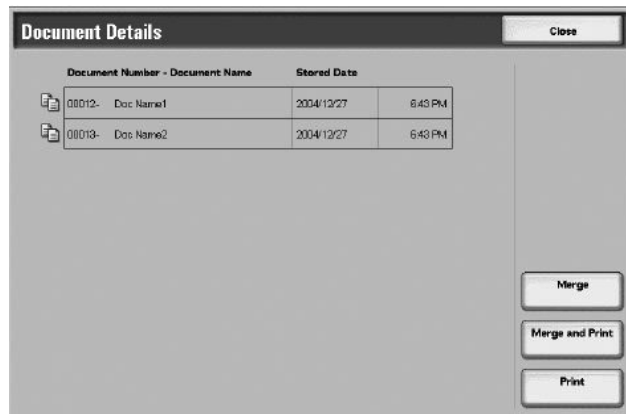 Document Details Close
Document Number - Document Name Stored Date
00012- Doc Name1 2004/12/27 6:43 PM
00013- Doc Name2 2004/12/27 6:43 PM
Merge
Merge and Print
Print